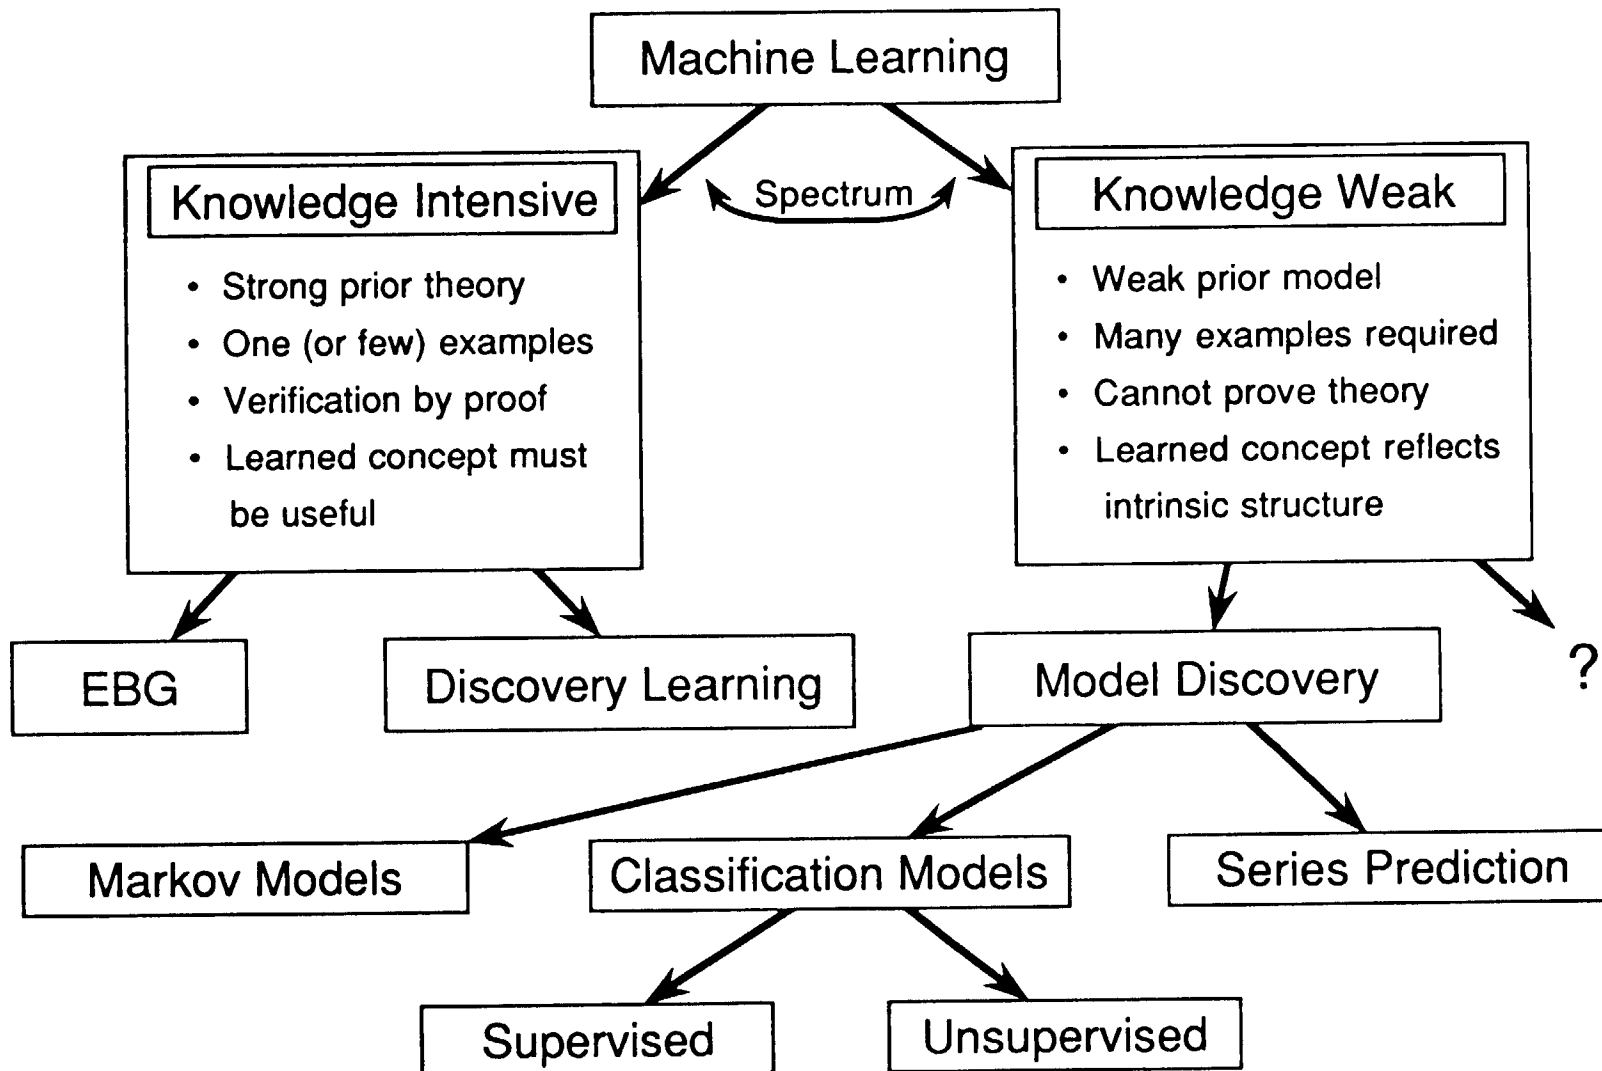 Machine Learning
Knowledge Intensive
• Strong prior theory
• One (or few) examples
• Verification by proof
• Learned concept must
be useful
Spectrum
Knowledge Weak
• Weak prior model
• Many examples required
• Cannot prove theory
• Learned concept reflects
intrinsic structure
EBG
Discovery Learning
Model Discovery
?
Markov Models
Classification Models
Series Prediction
Supervised
Unsupervised